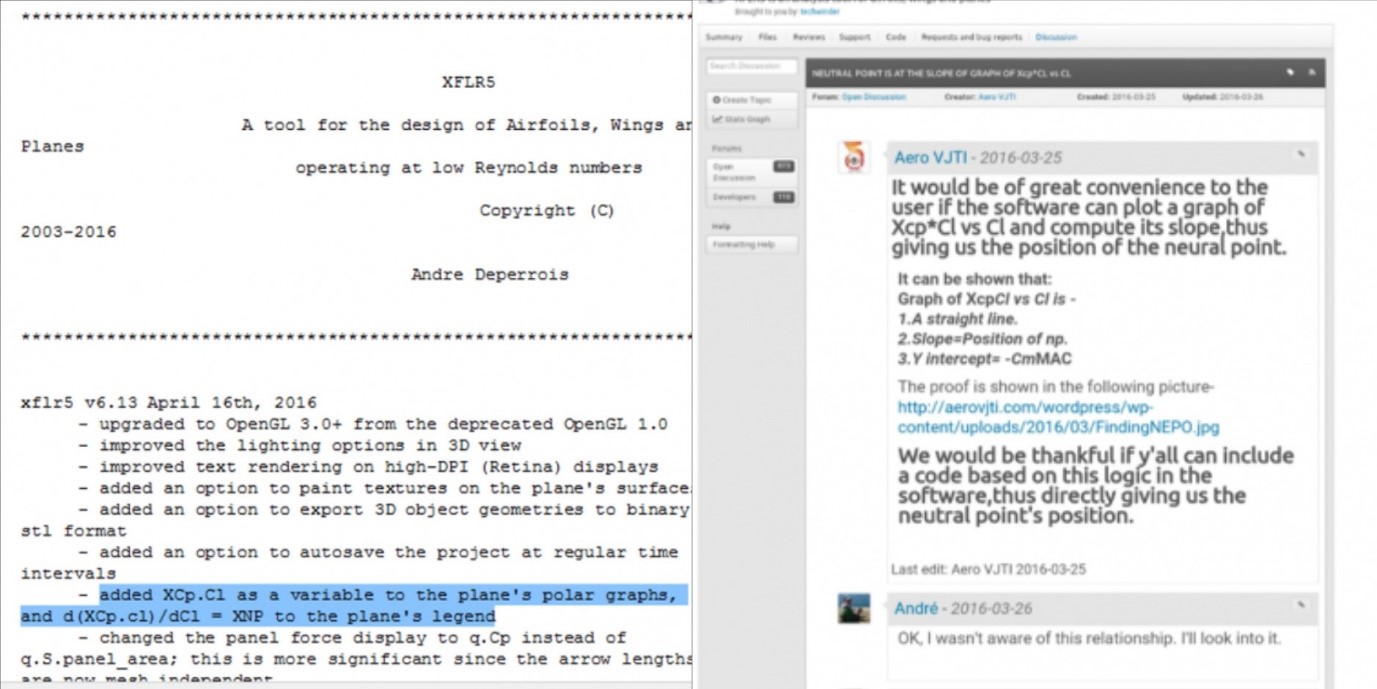 ********************************************************
XFLR5
A tool for the design of Airfoils, Wings an
Planes
operating at low Reynolds numbers
Copyright (C)
2003-2016
Andre Deperrois
********************************************************
xflr5 v6.13 April 16th, 2016
- upgraded to OpenGL 3.0+ from the deprecated OpenGL 1.0
- improved the lighting options in 3D view
- improved text rendering on high-DPI (Retina) displays
- added an option to paint textures on the plane's surface
- added an option to export 3D object geometries to binary
stl format
- added an option to autosave the project at regular time
intervals
- added XCp.Cl as a variable to the plane's polar graphs,
and d(XCp.cl)/dCl = XNP to the plane's legend
- changed the panel force display to q.Cp instead of
q.S.panel_area; this is more significant since the arrow lengths
are now mesh independent
Brought to you by: techwinder
Summary Files Reviews Support Code Requests and bug reports Discussion
Search Discussion
Create Topic
Stats Graph
Forums
Open
Discussion
Developers
Help
Formatting Help
NEUTRAL POINT IS AT THE SLOPE OF GRAPH OF Xcp*CL vs CL
Forum: Open Discussion Creator: Aero VJTI Created: 2016-03-25 Updated: 2016-03-26
Aero VJTI - 2016-03-25
It would be of great convenience to the
user if the software can plot a graph of
Xcp*Cl vs Cl and compute its slope,thus
giving us the position of the neural point.
It can be shown that:
Graph of XcpCl vs Cl is -
1.A straight line.
2.Slope=Position of np.
3.Y intercept= -CmMAC
The proof is shown in the following picture-
http://aerovjti.com/wordpress/wp-
content/uploads/2016/03/FindingNEPO.jpg
We would be thankful if y'all can include
a code based on this logic in the
software,thus directly giving us the
neutral point's position.
Last edit: Aero VJTI 2016-03-25
André - 2016-03-26
OK, I wasn't aware of this relationship. I'll look into it.